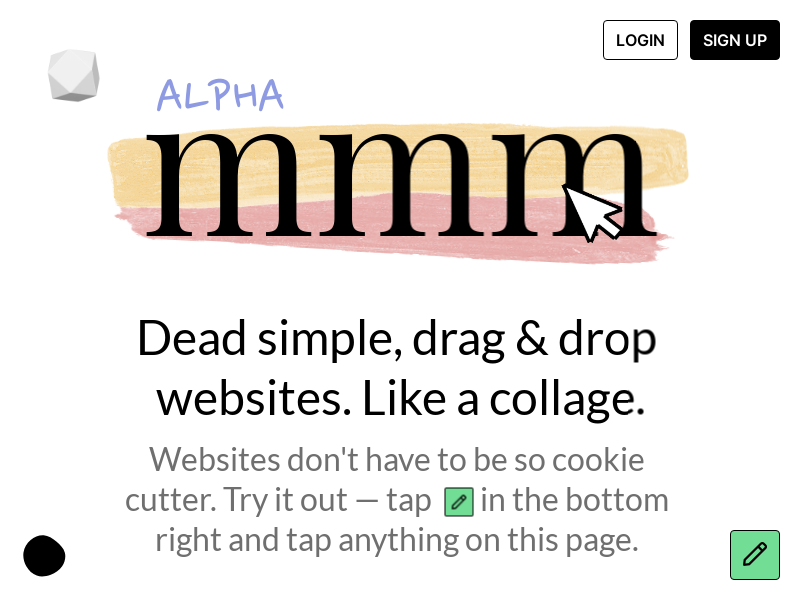 LOGIN SIGN UP
ALPHA
mmm
Dead simple, drag & drop
websites. Like a collage.
Websites don't have to be so cookie
cutter. Try it out — tap in the bottom
right and tap anything on this page.